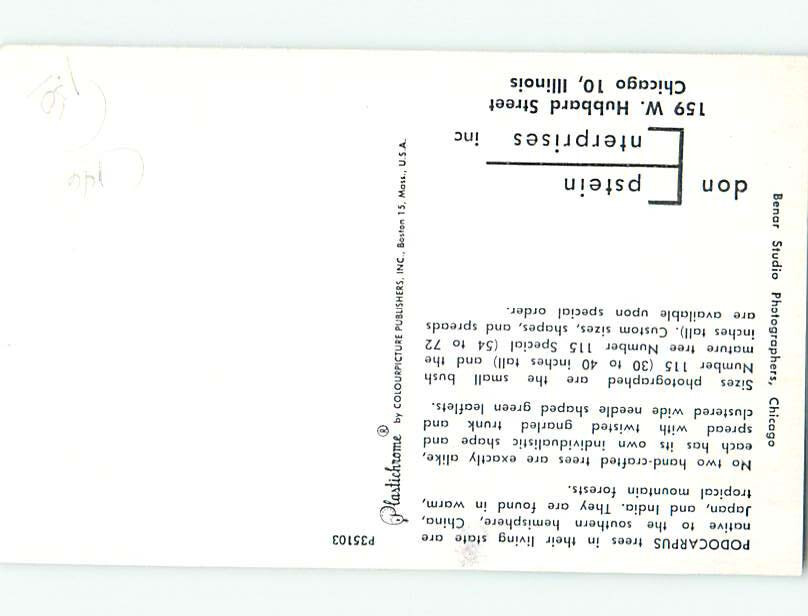 PODOCARPUS trees in their living state are
native to the southern hemisphere, China,
Japan, and India. They are found in warm,
tropical mountain forests.
No two hand-crafted trees are exactly alike,
each has its own individualistic shape and
spread with twisted gnarled trunk and
clustered wide needle shaped green leaflets.
Sizes photographed are the small bush
Number 115 (30 to 40 inches tall) and the
mature tree Number 115 Special (54 to 72
inches tall). Custom sizes, shapes, and spreads
are available upon special order.
don Epstein
Enterprises inc
159 W. Hubbard Street
Chicago 10, Illinois
Benar Studio Photographers, Chicago
Plastichrome ® by COLOURPICTURE PUBLISHERS, INC., Boston 15, Mass., U.S.A.
P35103